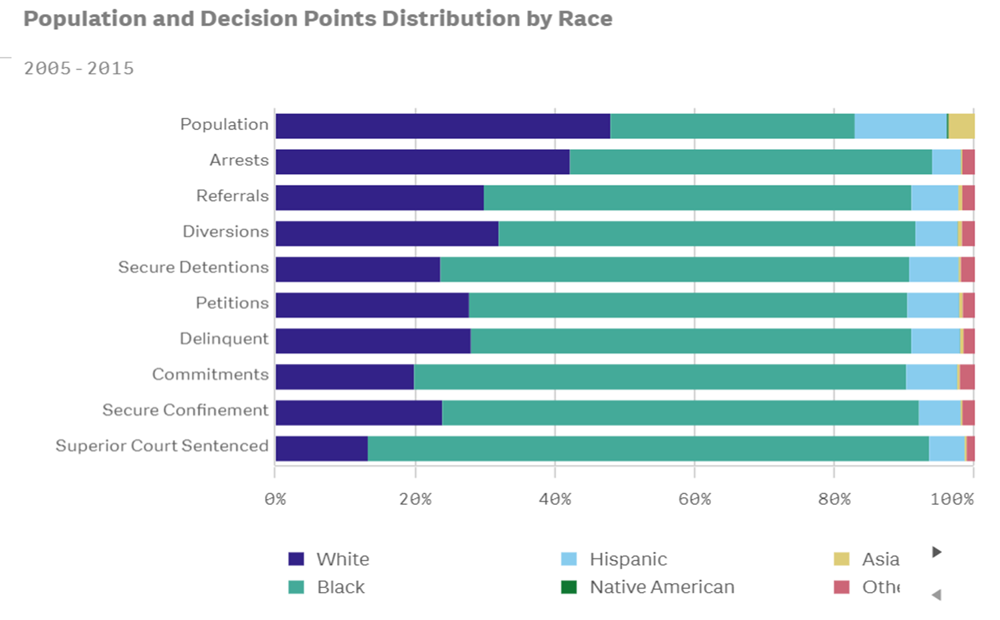 Population and Decision Points Distribution by Race
2005 - 2015
Population
Arrests
Referrals
Diversions
Secure Detentions
Petitions
Delinquent
Commitments
Secure Confinement
Superior Court Sentenced
0% 20% 40% 60% 80% 100%
White Hispanic Asia
Black Native American Othe